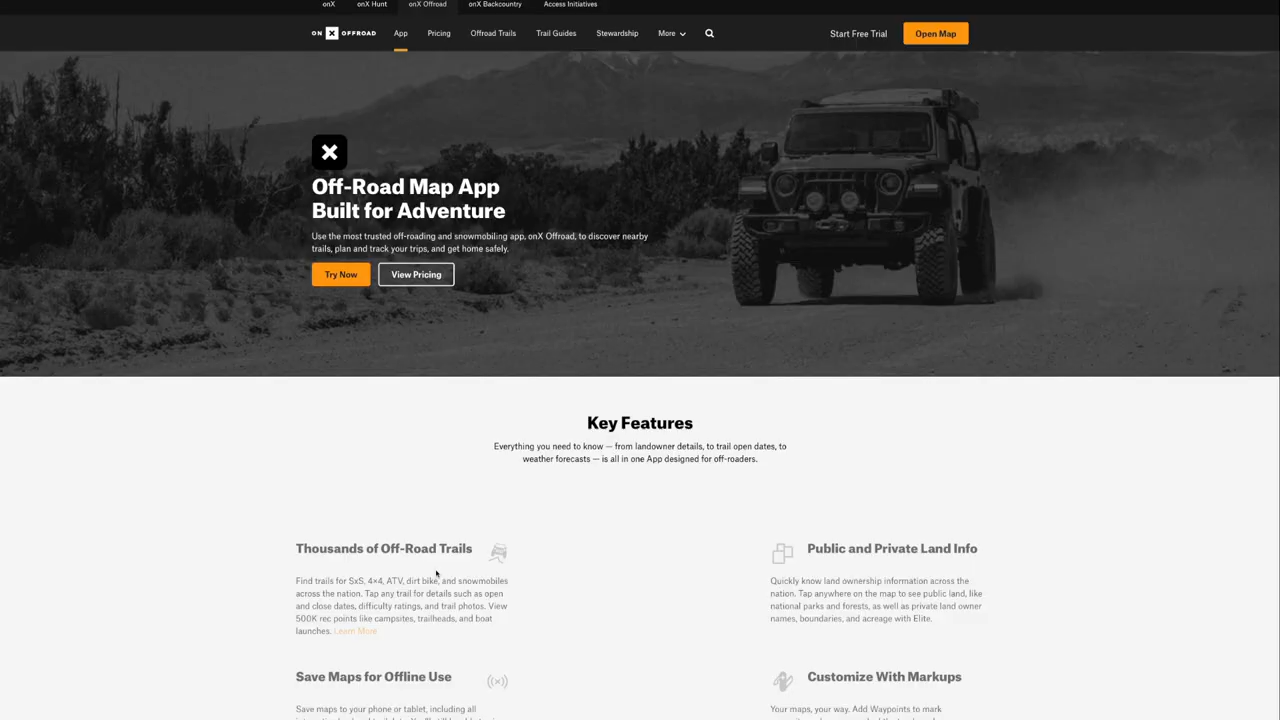 onX onX Hunt onX Offroad onX Backcountry Access Initiatives
ON X OFFROAD App Pricing Offroad Trails Trail Guides Stewardship More Start Free Trial Open Map
Off-Road Map App
Built for Adventure
Use the most trusted off-roading and snowmobiling app, onX Offroad, to discover nearby
trails, plan and track your trips, and get home safely.
Try Now View Pricing
Key Features
Everything you need to know — from landowner details, to trail open dates, to
weather forecasts — is all in one App designed for off-roaders.
Thousands of Off-Road Trails
Find trails for SxS, 4×4, ATV, dirt bike, and snowmobiles
across the nation. Tap any trail for details such as open
and close dates, difficulty ratings, and trail photos. View
500K rec points like campsites, trailheads, and boat
launches. Learn More
Public and Private Land Info
Quickly know land ownership information across the
nation. Tap anywhere on the map to see public land, like
national parks and forests, as well as private land owner
names, boundaries, and acreage with Elite.
Save Maps for Offline Use
Save maps to your phone or tablet, including all
Customize With Markups
Your maps, your way. Add Waypoints to mark